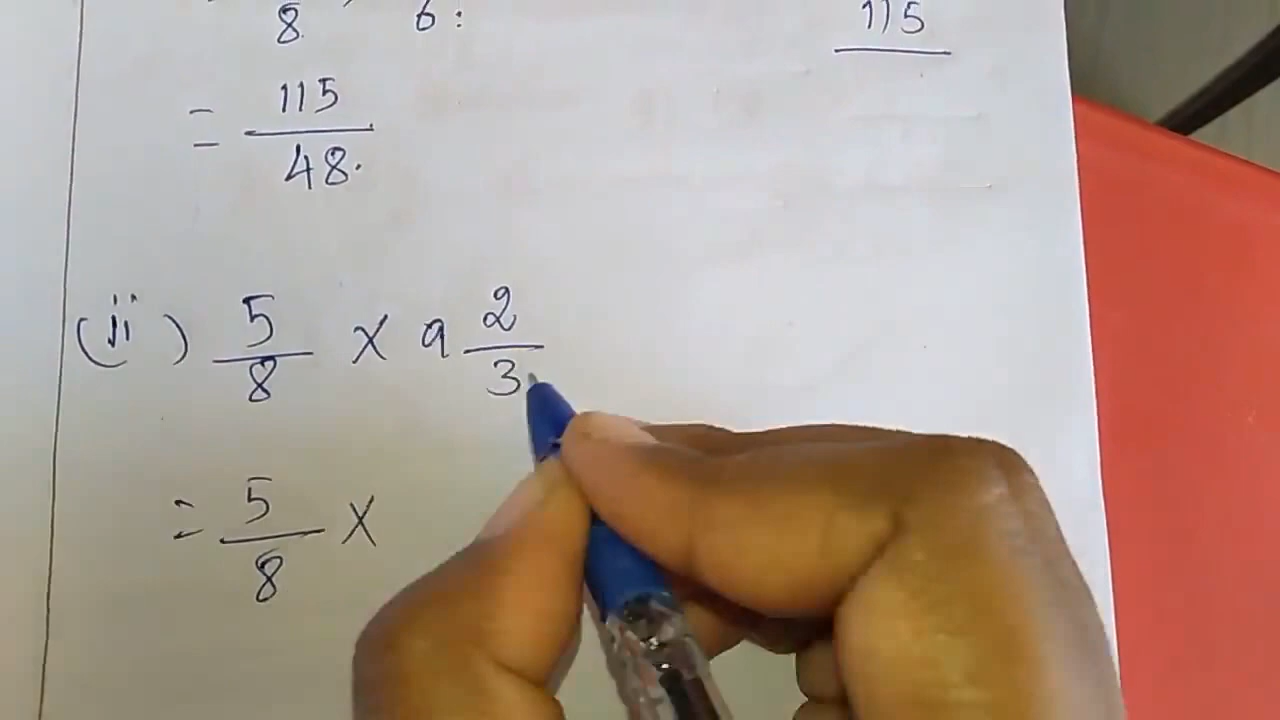 8 6 :
115
= 115/48.
(ii) 5/8 × 9 2/3
= 5/8 ×